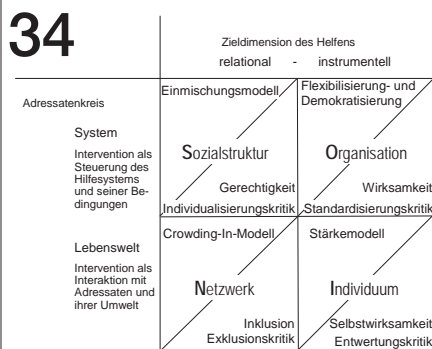 34
Zieldimension des Helfens
relational - instrumentell
Adressatenkreis
Einmischungsmodell
Flexibilisierung- und
Demokratisierung
System
Intervention als
Steuerung des
Hilfesystems
und seiner Be-
dingungen
Sozialstruktur
Organisation
Gerechtigkeit
Wirksamkeit
Individualisierungskritik
Standardisierungskritik
Lebenswelt
Intervention als
Interaktion mit
Adressaten und
ihrer Umwelt
Crowding-In-Modell
Stärkemodell
Netzwerk
Individuum
Inklusion
Exklusionskritik
Selbstwirksamkeit
Entwertungskritik